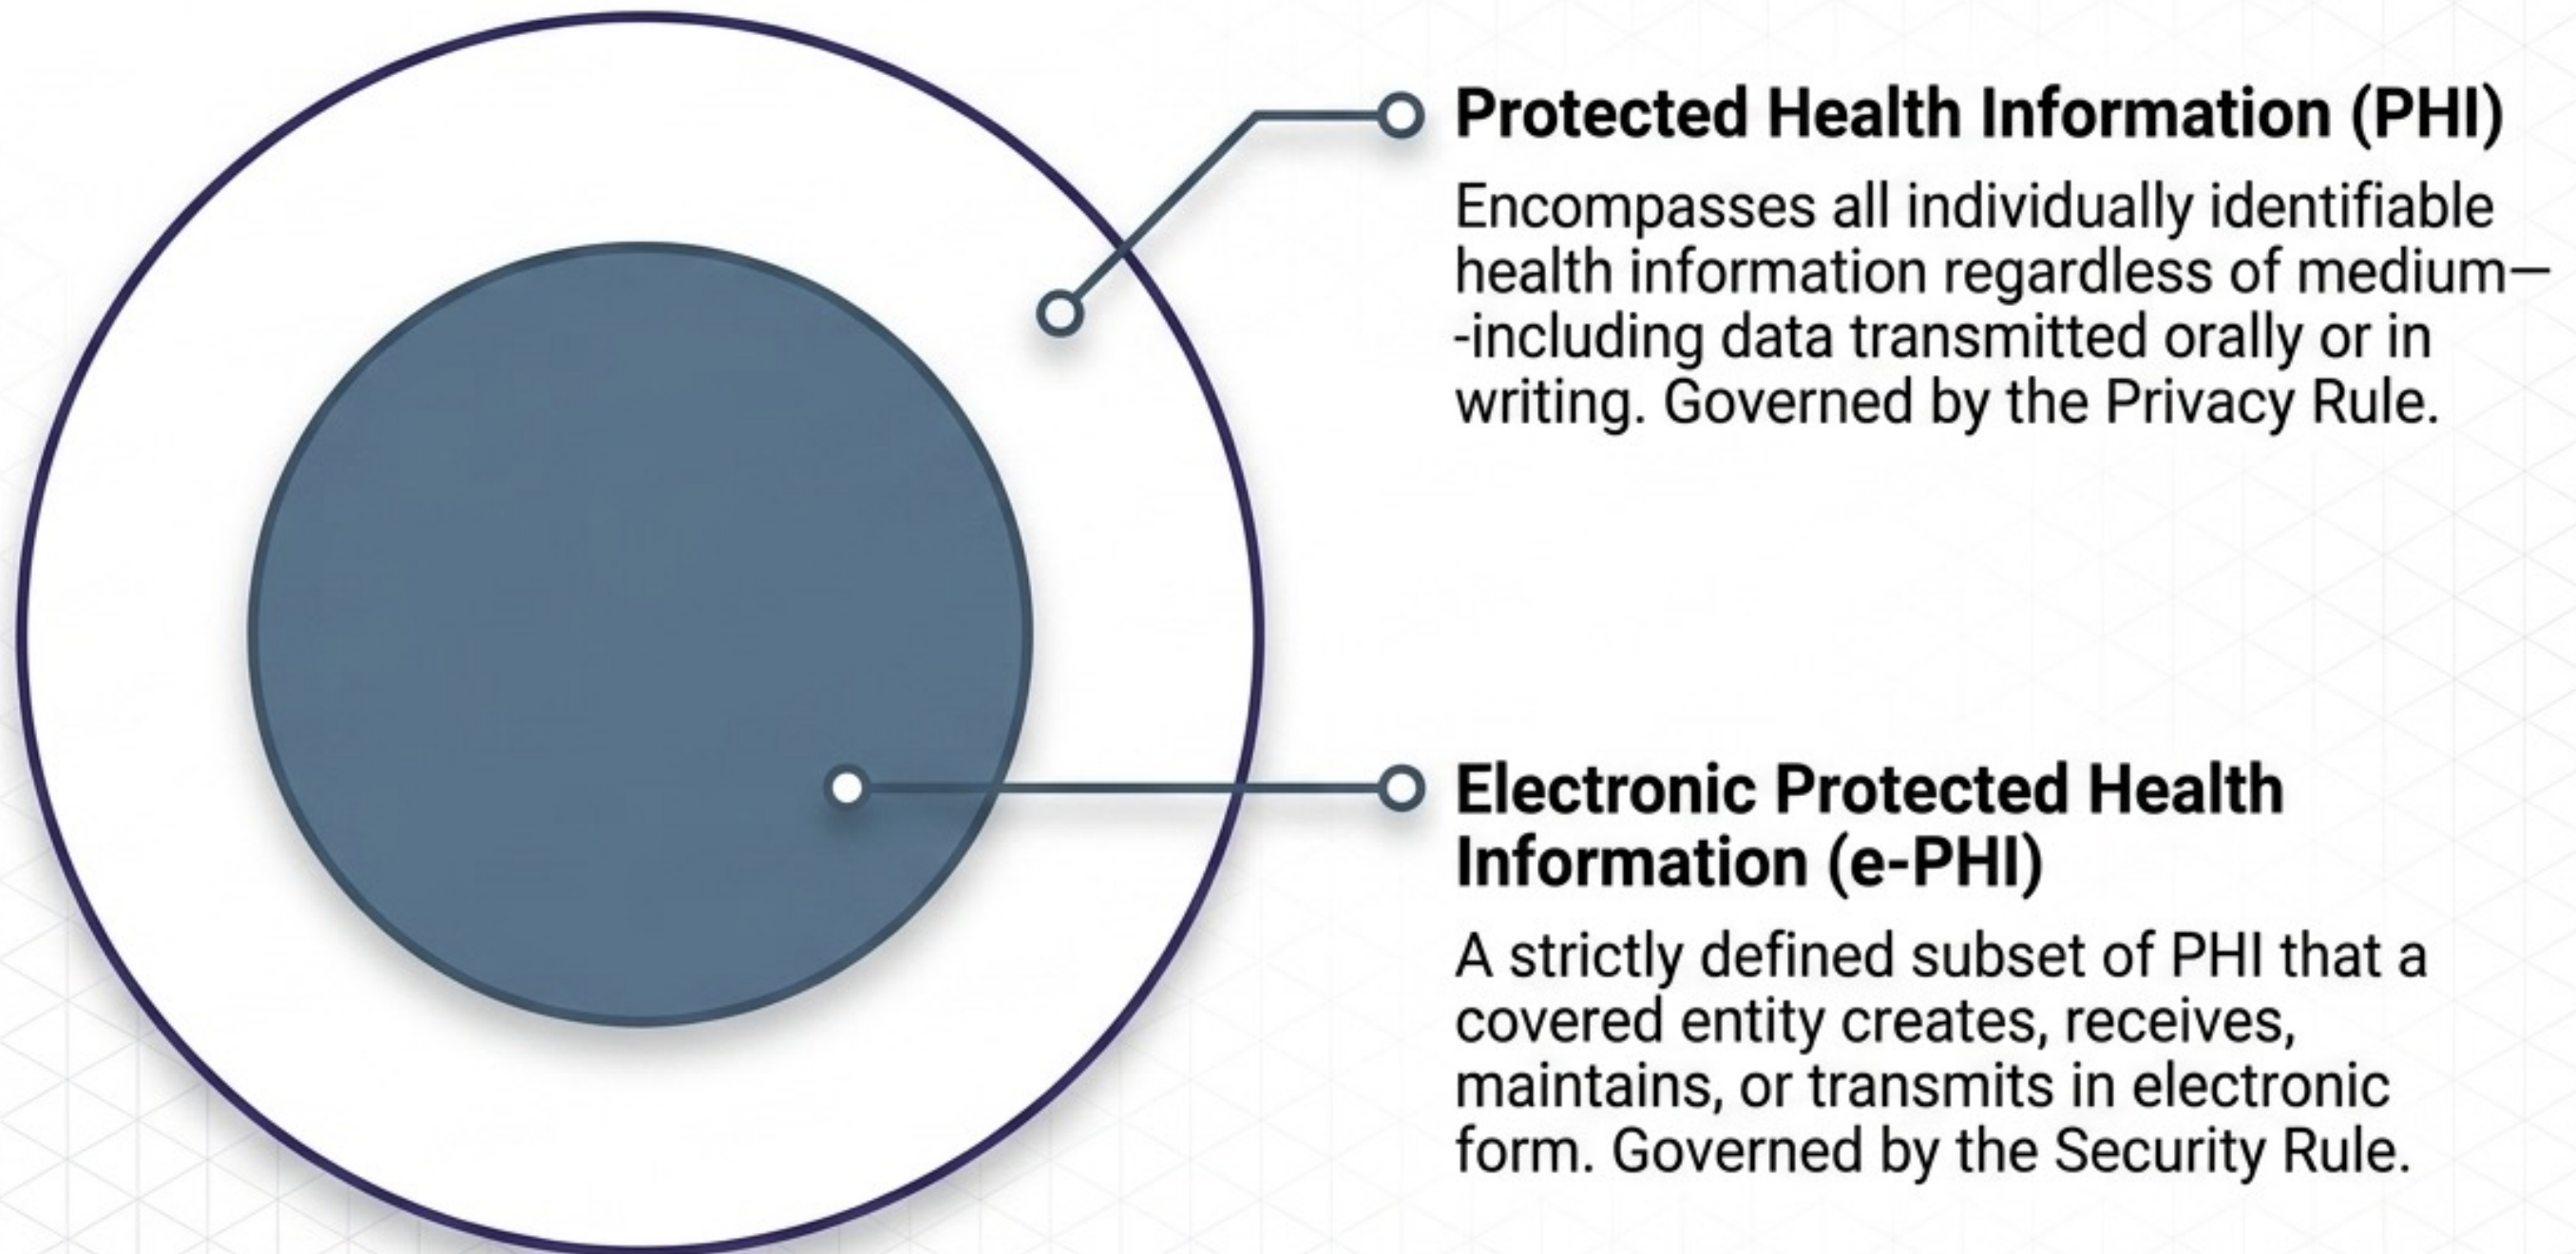 Protected Health Information (PHI)
Encompasses all individually identifiable
health information regardless of medium—
-including data transmitted orally or in
writing. Governed by the Privacy Rule.
Electronic Protected Health
Information (e-PHI)
A strictly defined subset of PHI that a
covered entity creates, receives,
maintains, or transmits in electronic
form. Governed by the Security Rule.